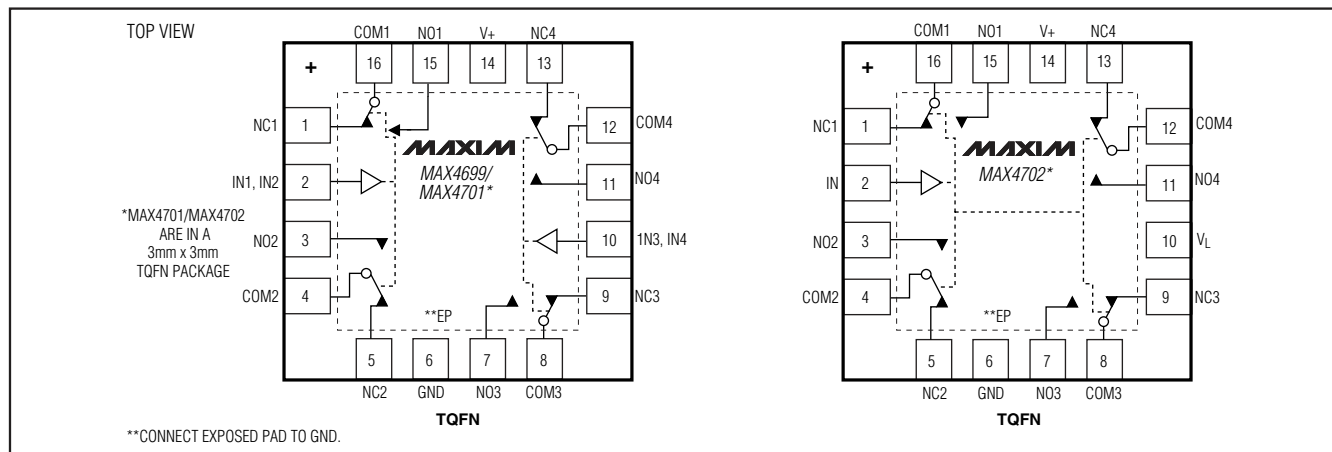 TOP VIEW
COM1 NO1 V+ NC4
16 15 14 13
+
NC1 1
12 COM4
MAXIM
MAX4699/
MAX4701*
IN1, IN2 2
11 NO4
*MAX4701/MAX4702
ARE IN A
3mm x 3mm
TQFN PACKAGE
NO2 3
10 1N3, IN4
COM2 4
9 NC3
**EP
5 6 7 8
NC2 GND NO3 COM3
TQFN
**CONNECT EXPOSED PAD TO GND.
COM1 NO1 V+ NC4
16 15 14 13
+
NC1 1
12 COM4
MAXIM
MAX4702*
IN 2
11 NO4
NO2 3
10 VL
COM2 4
9 NC3
**EP
5 6 7 8
NC2 GND NO3 COM3
TQFN